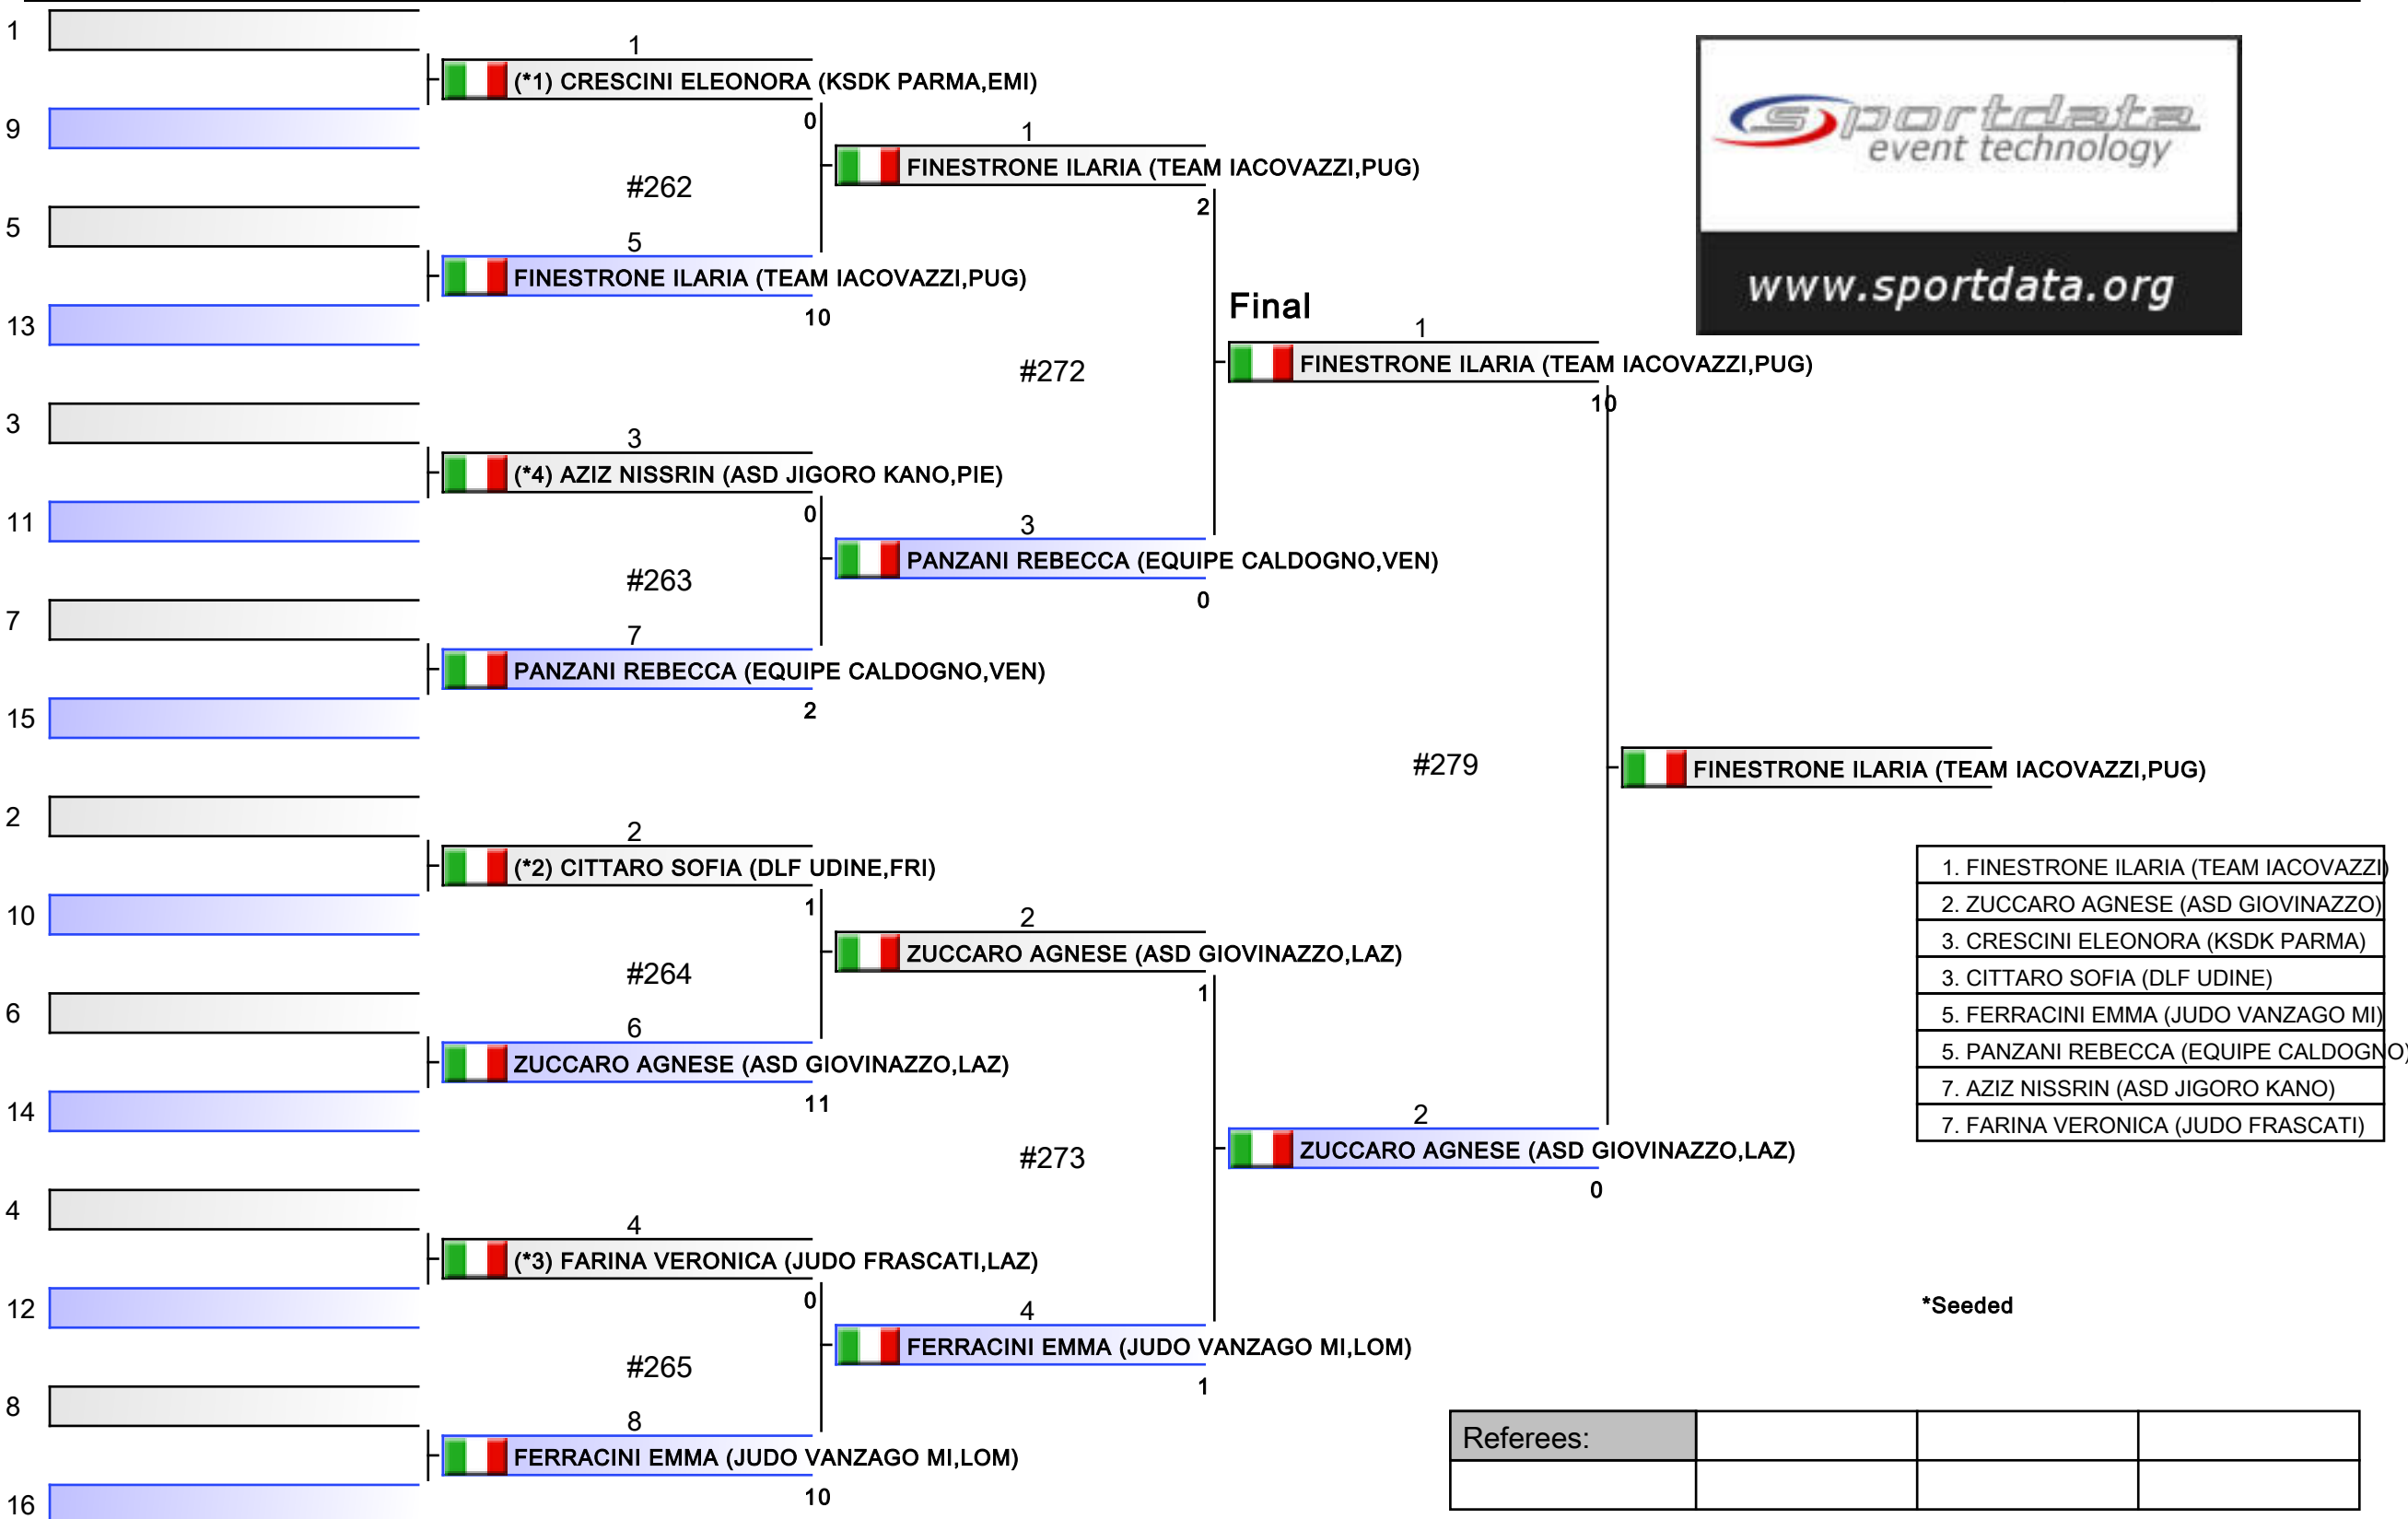 1
1
(*1) CRESCINI ELEONORA (KSDK PARMA,EMI)
0
9
#262
5
5
FINESTRONE ILARIA (TEAM IACOVAZZI,PUG)
10
13
1
FINESTRONE ILARIA (TEAM IACOVAZZI,PUG)
2
3
3
(*4) AZIZ NISSRIN (ASD JIGORO KANO,PIE)
0
11
#263
7
7
PANZANI REBECCA (EQUIPE CALDOGNO,VEN)
2
15
#272
3
PANZANI REBECCA (EQUIPE CALDOGNO,VEN)
0
Final
1
FINESTRONE ILARIA (TEAM IACOVAZZI,PUG)
10
2
2
(*2) CITTARO SOFIA (DLF UDINE,FRI)
1
10
#264
6
6
ZUCCARO AGNESE (ASD GIOVINAZZO,LAZ)
11
14
2
ZUCCARO AGNESE (ASD GIOVINAZZO,LAZ)
1
4
4
(*3) FARINA VERONICA (JUDO FRASCATI,LAZ)
0
12
#265
8
8
FERRACINI EMMA (JUDO VANZAGO MI,LOM)
10
16
#273
4
FERRACINI EMMA (JUDO VANZAGO MI,LOM)
1
#279
2
ZUCCARO AGNESE (ASD GIOVINAZZO,LAZ)
0
FINESTRONE ILARIA (TEAM IACOVAZZI,PUG)
sportdata
event technology
www.sportdata.org
1. FINESTRONE ILARIA (TEAM IACOVAZZI)
2. ZUCCARO AGNESE (ASD GIOVINAZZO)
3. CRESCINI ELEONORA (KSDK PARMA)
3. CITTARO SOFIA (DLF UDINE)
5. FERRACINI EMMA (JUDO VANZAGO MI)
5. PANZANI REBECCA (EQUIPE CALDOGNO)
7. AZIZ NISSRIN (ASD JIGORO KANO)
7. FARINA VERONICA (JUDO FRASCATI)
*Seeded
Referees: